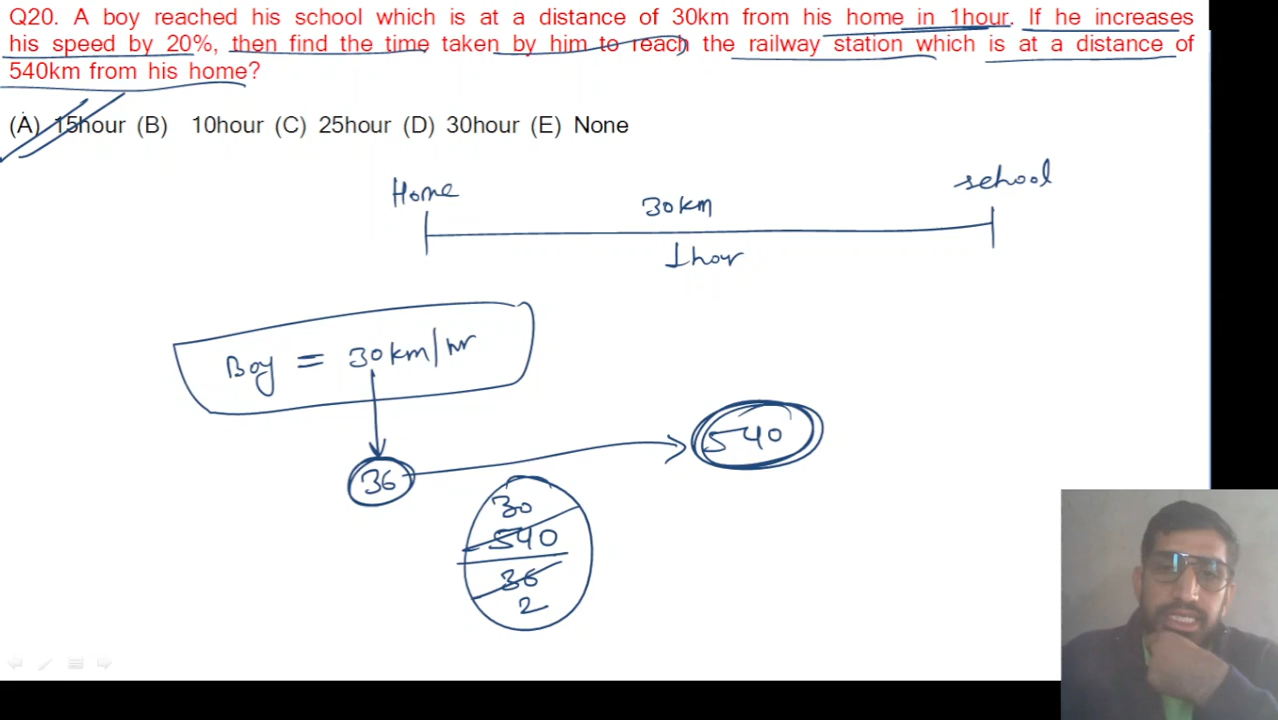 Q20. A boy reached his school which is at a distance of 30km from his home in 1hour. If he increases
his speed by 20%, then find the time taken by him to reach the railway station which is at a distance of
540km from his home?
(A) 15hour (B) 10hour (C) 25hour (D) 30hour (E) None
Home
school
30km
1hour
Boy = 30km/hr
540
36
30
540
36
2